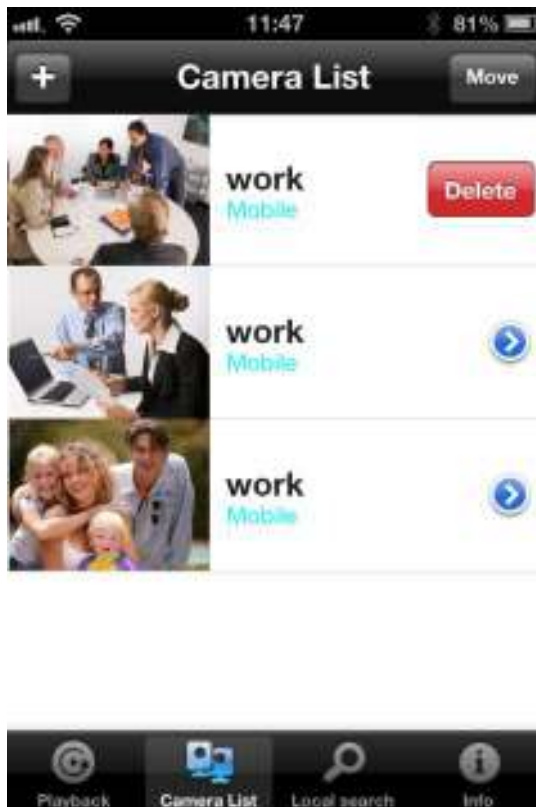 11:47
81%
+
Camera List
Move
work
Mobile
Delete
work
Mobile
work
Mobile
Playback
Camera List
Local search
Info